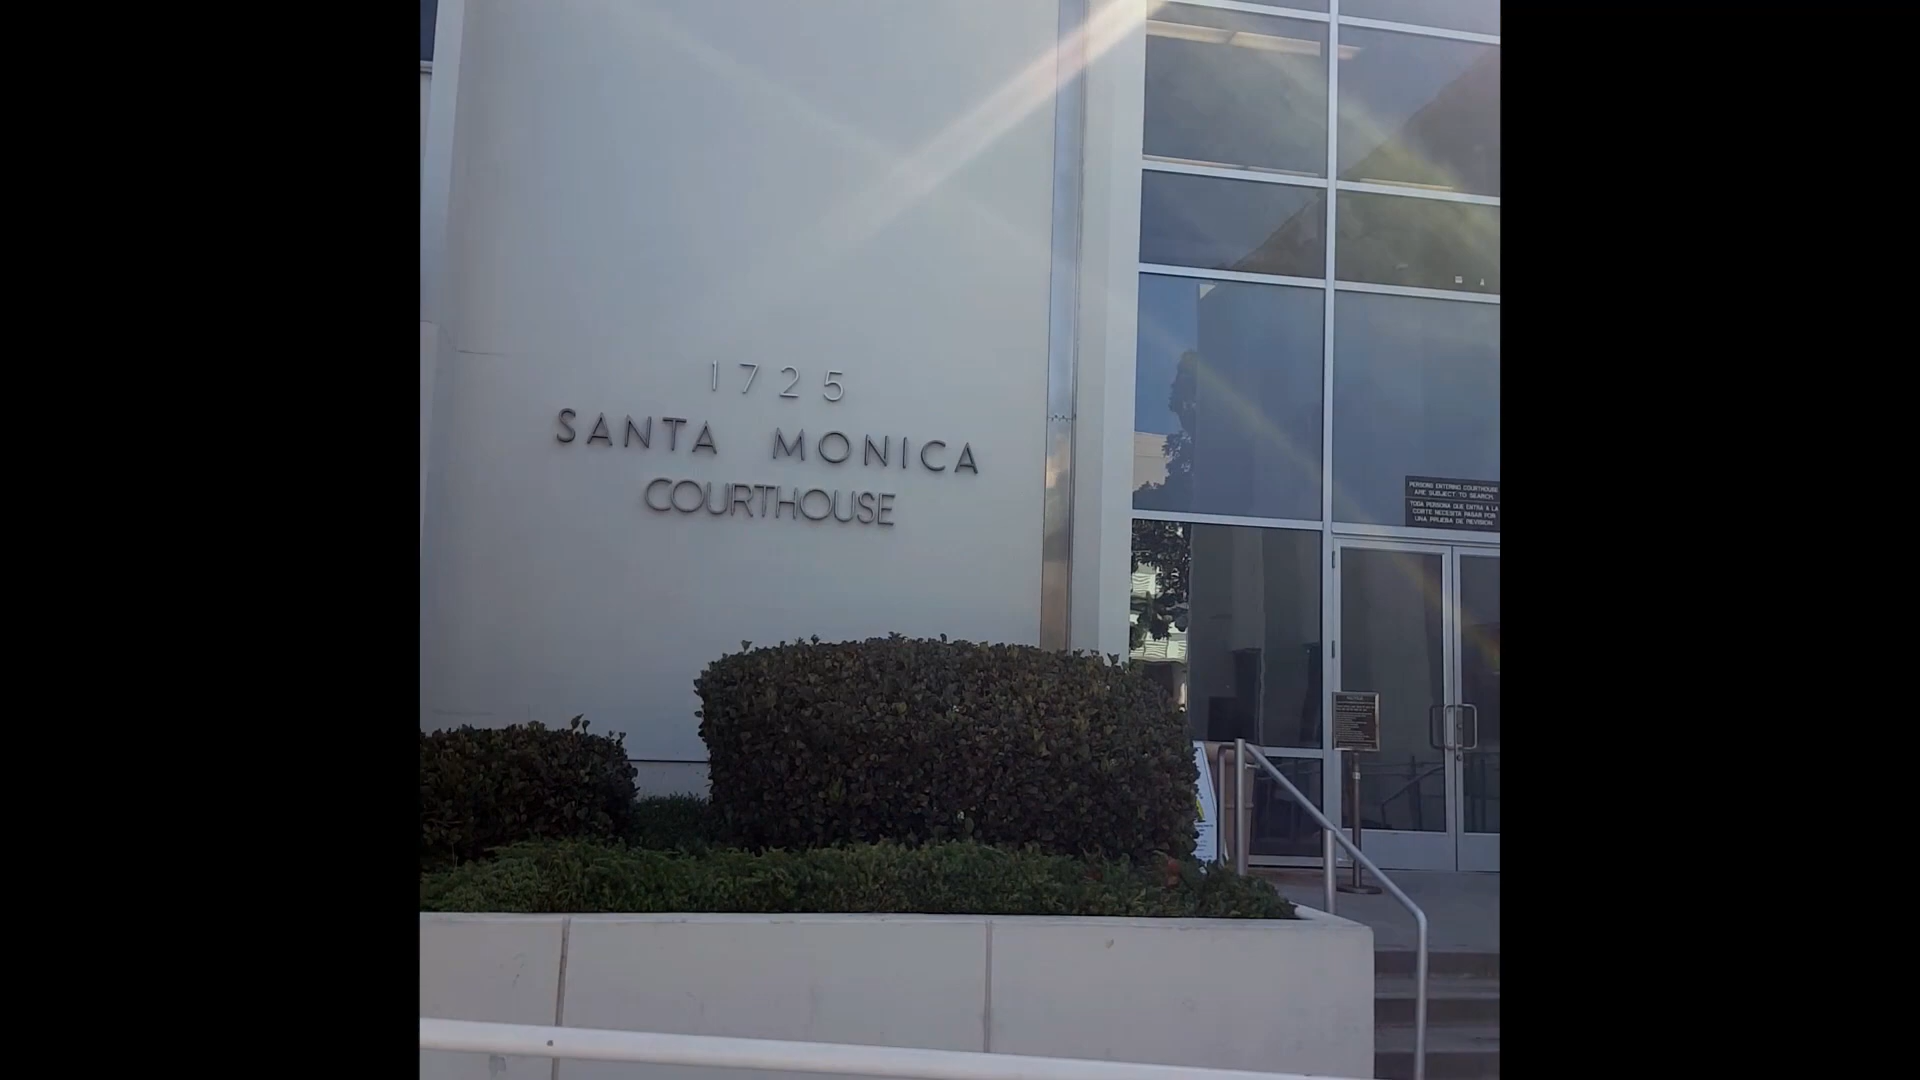 1725
SANTA MONICA
COURTHOUSE
PERSONS ENTERING COURTHOUSE
ARE SUBJECT TO SEARCH
TODA PERSONA QUE ENTRA A LA
CORTE NECESITA PASAR POR
UNA PRUEBA DE REVISION
NOTICE